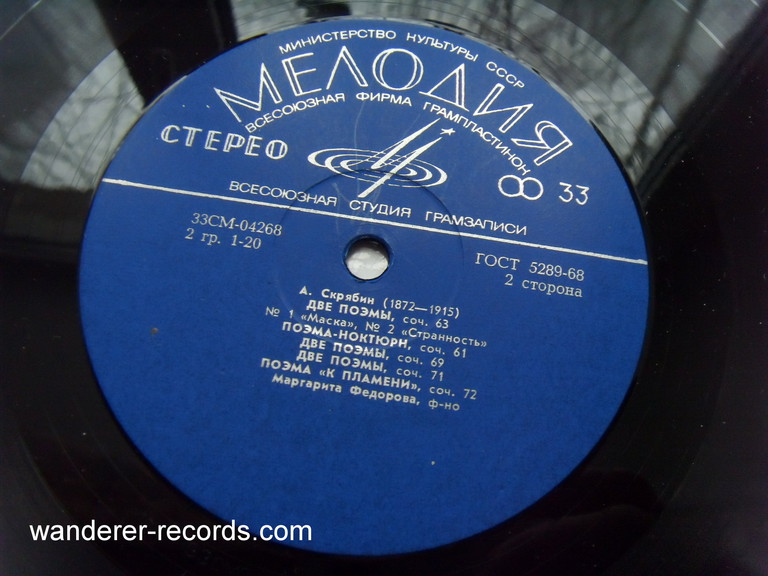 МИНИСТЕРСТВО КУЛЬТУРЫ СССР
МЕЛОДИЯ
ВСЕСОЮЗНАЯ ФИРМА ГРАМПЛАСТИНОК
СТЕРЕО
33
ВСЕСОЮЗНАЯ СТУДИЯ ГРАМЗАПИСИ
33СМ-04268
2 гр. 1-20
ГОСТ 5289-68
2 сторона
А. Скрябин (1872—1915)
ДВЕ ПОЭМЫ, соч. 63
№ 1 «Маска», № 2 «Странность»
ПОЭМА-НОКТЮРН, соч. 61
ДВЕ ПОЭМЫ, соч. 69
ДВЕ ПОЭМЫ, соч. 71
ПОЭМА «К ПЛАМЕНИ», соч. 72
Маргарита Федорова, ф-но
wanderer-records.com